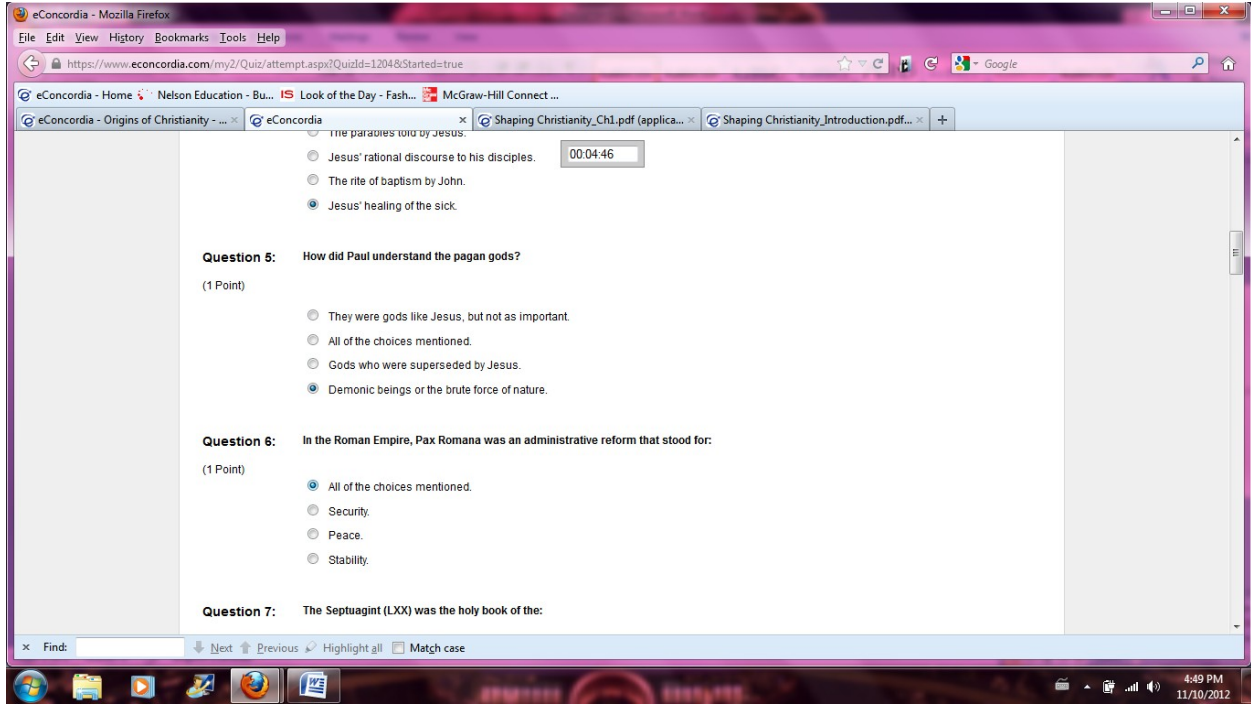 eConcordia - Mozilla Firefox
File Edit View History Bookmarks Tools Help
https://www.econcordia.com/my2/Quiz/attempt.aspx?QuizId=1204&Started=true
Google
eConcordia - Home
Nelson Education - Bu...
IS Look of the Day - Fash...
McGraw-Hill Connect ...
eConcordia - Origins of Christianity - ... ×
eConcordia ×
Shaping Christianity_Ch1.pdf (applica... ×
Shaping Christianity_Introduction.pdf... ×
+
The parables told by Jesus.
Jesus' rational discourse to his disciples.
00:04:46
The rite of baptism by John.
Jesus' healing of the sick.
Question 5: How did Paul understand the pagan gods?
(1 Point)
They were gods like Jesus, but not as important.
All of the choices mentioned.
Gods who were superseded by Jesus.
Demonic beings or the brute force of nature.
Question 6: In the Roman Empire, Pax Romana was an administrative reform that stood for:
(1 Point)
All of the choices mentioned.
Security.
Peace.
Stability.
Question 7: The Septuagint (LXX) was the holy book of the:
× Find: Next Previous Highlight all Match case
4:49 PM
11/10/2012